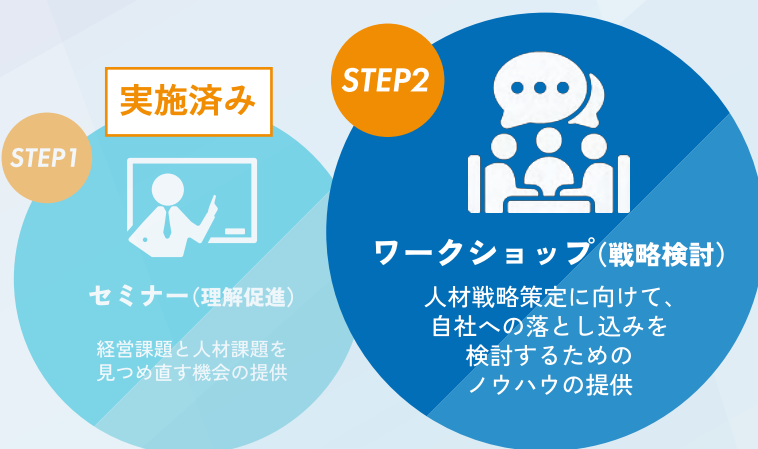 STEP1
実施済み
セミナー(理解促進)
経営課題と人材課題を
見つめ直す機会の提供
STEP2
ワークショップ(戦略検討)
人材戦略策定に向けて、
自社への落とし込みを
検討するための
ノウハウの提供